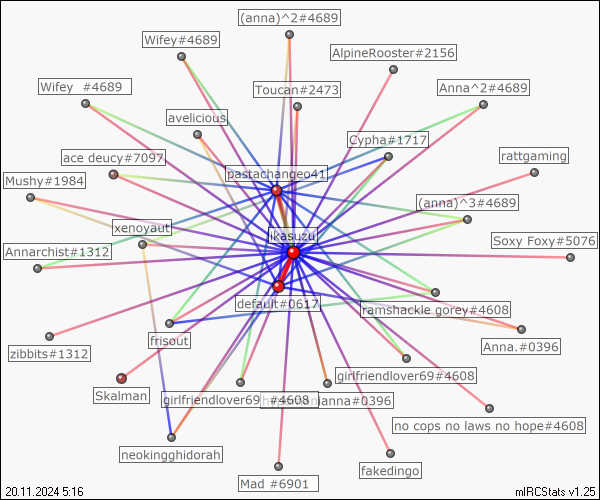 (anna)^2#4689
Wifey#4689
AlpineRooster#2156
Wifey #4689
Toucan#2473
Anna^2#4689
avelicious
Cypha#1717
ace deucy#7097
rattgaming
pastachangeo41
Mushy#1984
(anna)^3#4689
xenoyaut
ikasuzu
Soxy Foxy#5076
Annarchist#1312
default#0617
ramshackle gorey#4608
frisout
Anna.#0396
zibbits#1312
girlfriendlover69#4608
Skalman
girlfriendlover69 #4608
anna#0396
no cops no laws no hope#4608
neokingghidorah
fakedingo
Mad #6901
20.11.2024 5:16
mIRCStats v1.25